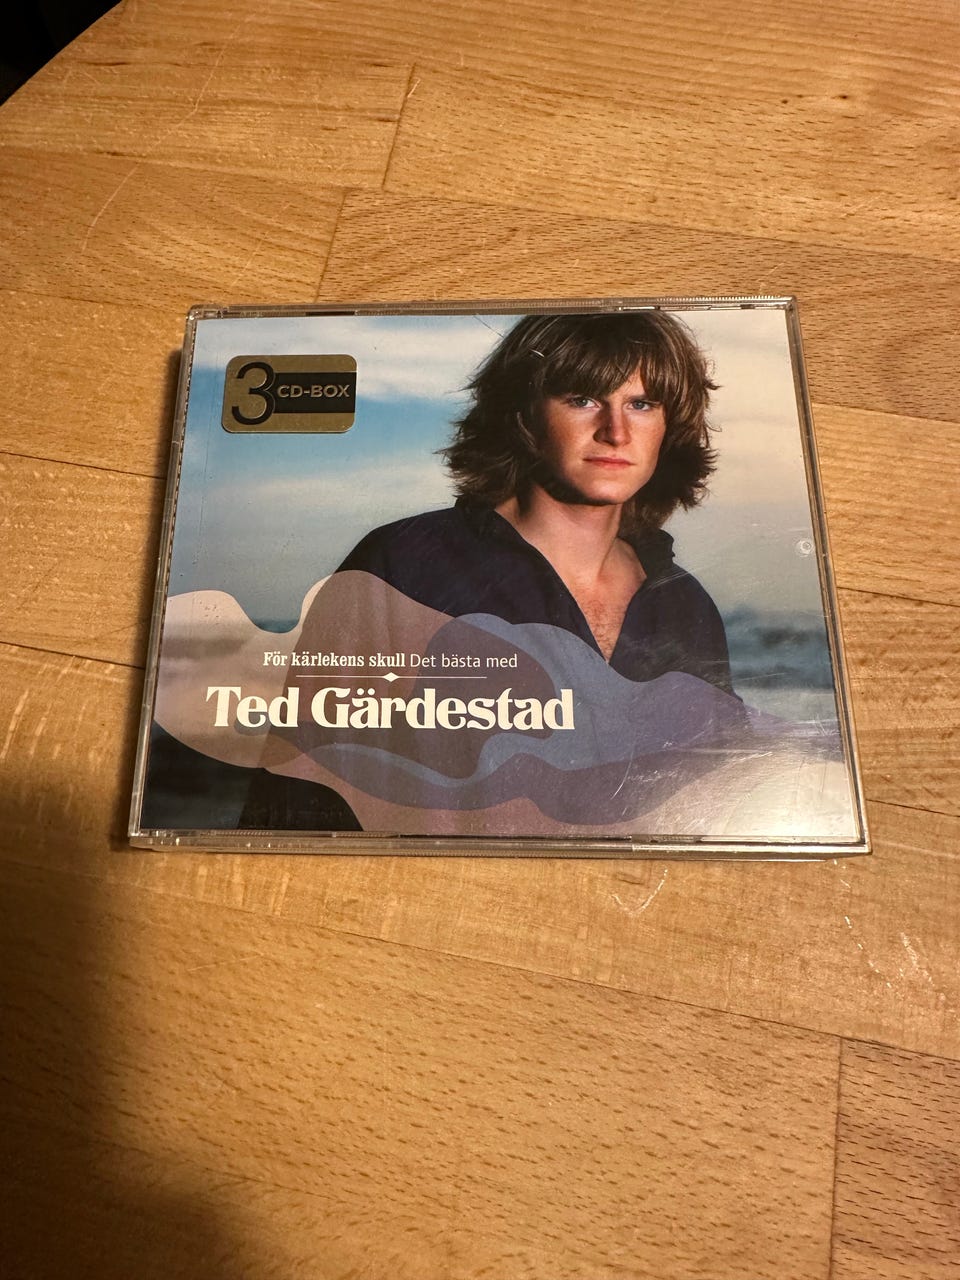 3 CD-BOX
För kärlekens skull Det bästa med
Ted Gärdestad